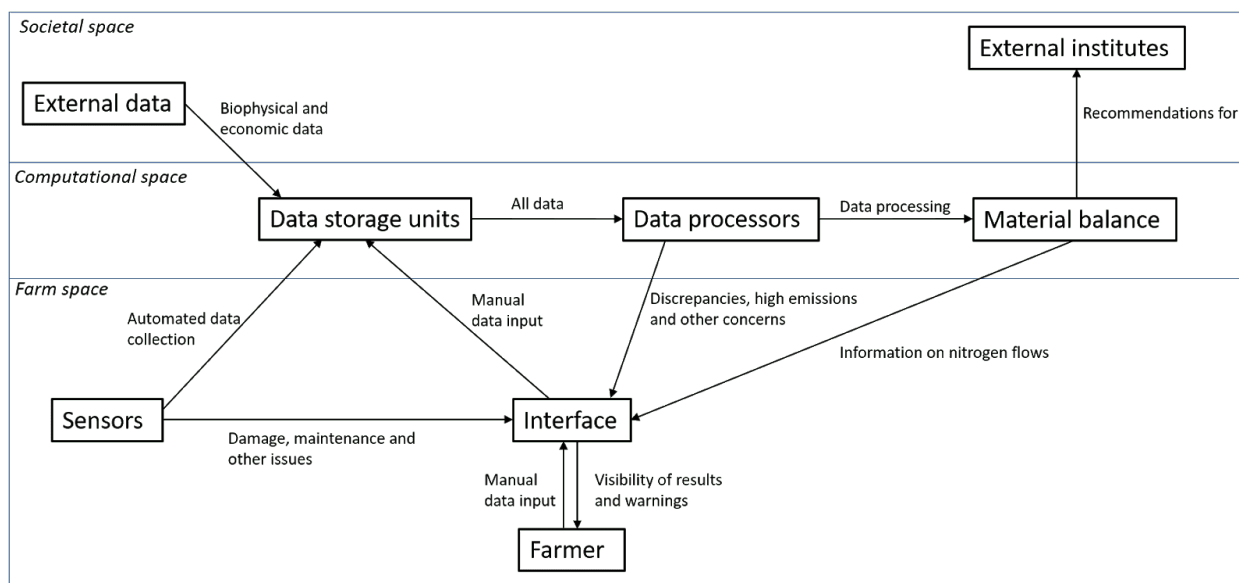 Societal space
External institutes
External data
Biophysical and
economic data
Recommendations for
Computational space
Data storage units
All data
Data processors
Data processing
Material balance
Farm space
Automated data
collection
Manual
data input
Discrepancies, high emissions
and other concerns
Information on nitrogen flows
Sensors
Interface
Damage, maintenance and
other issues
Manual
data input
Visibility of results
and warnings
Farmer